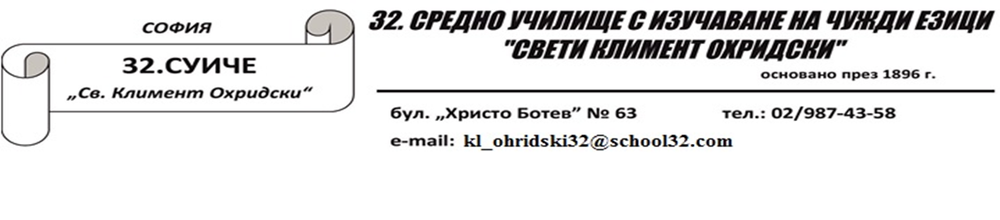 СОФИЯ
32.СУИЧЕ
„Св. Климент Охридски“
32. СРЕДНО УЧИЛИЩЕ С ИЗУЧАВАНЕ НА ЧУЖДИ ЕЗИЦИ
"СВЕТИ КЛИМЕНТ ОХРИДСКИ"
основано през 1896 г.
бул. „Христо Ботев” № 63 тел.: 02/987-43-58
e-mail: kl_ohridski32@school32.com